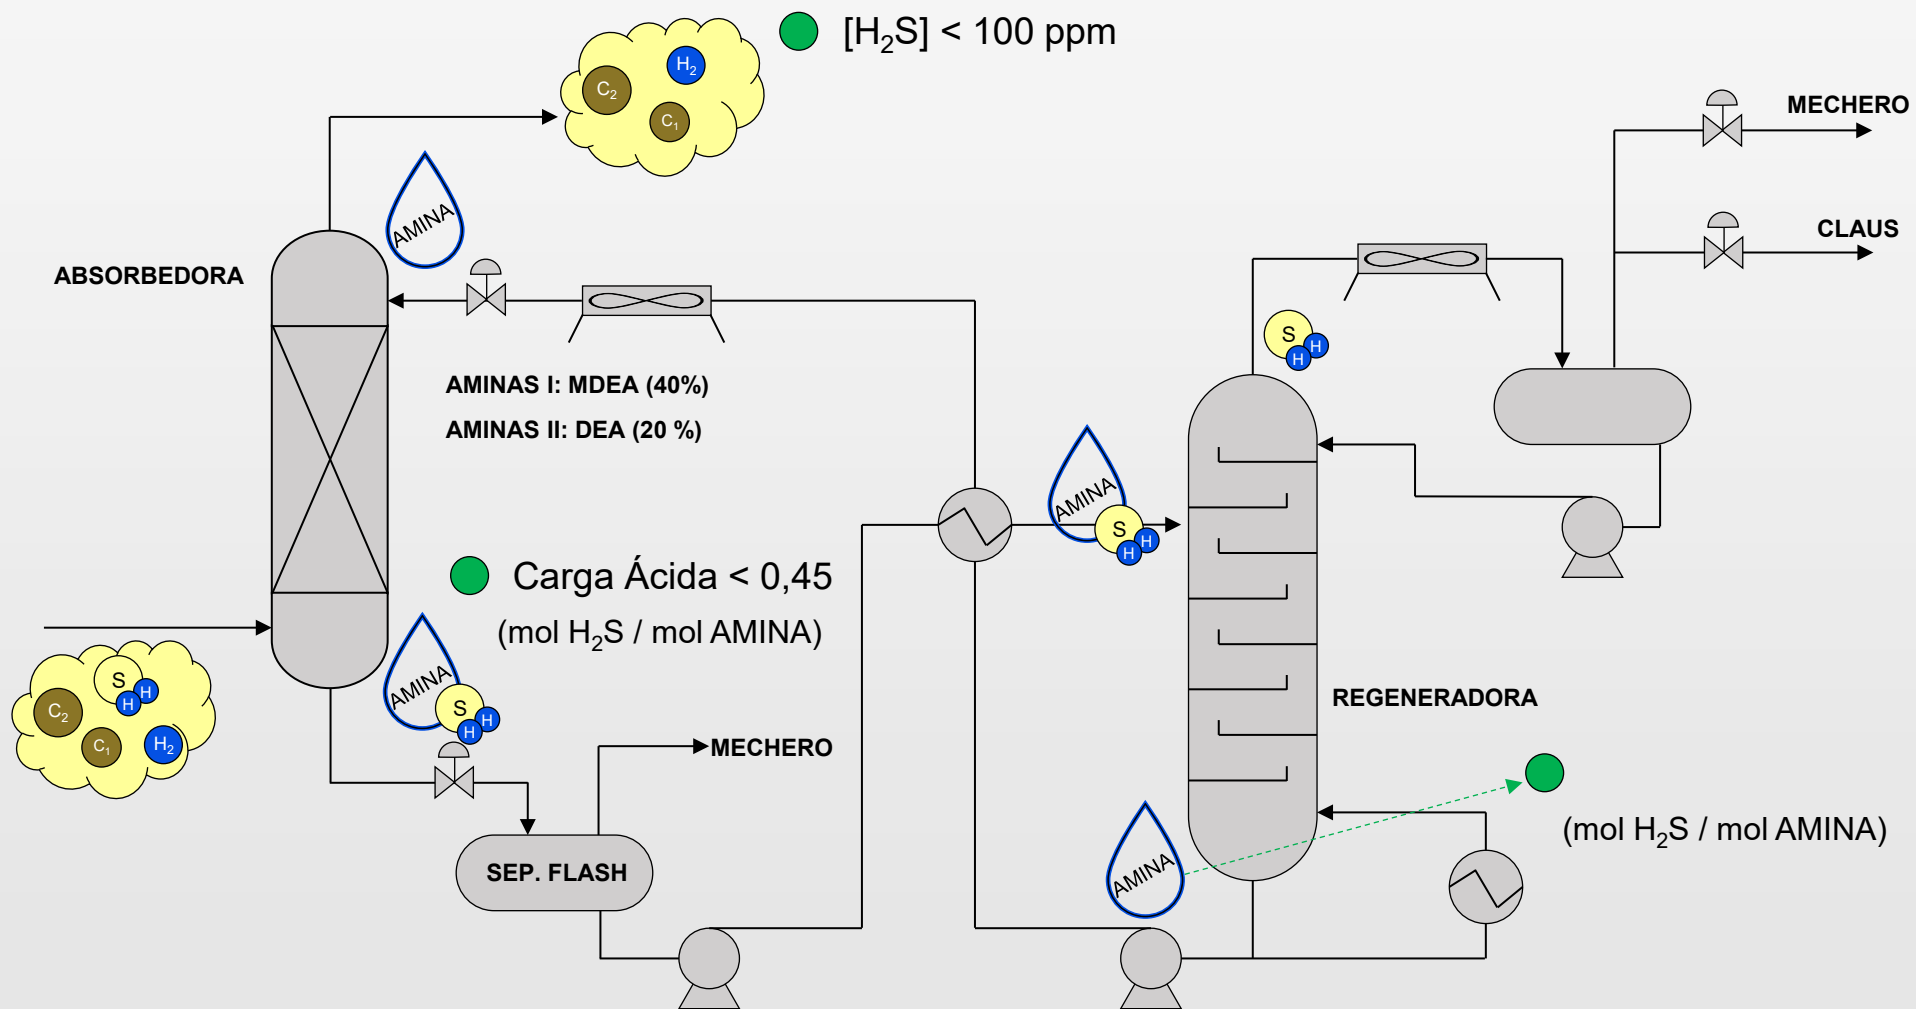 [H₂S] < 100 ppm
C₂
H₂
C₁
MECHERO
CLAUS
AMINA
ABSORBEDORA
S
H
H
AMINAS I: MDEA (40%)
AMINAS II: DEA (20 %)
AMINA
S
H
H
Carga Ácida < 0,45
(mol H₂S / mol AMINA)
S
H
H
C₂
C₁
H₂
AMINA
S
H
H
REGENERADORA
MECHERO
(mol H₂S / mol AMINA)
SEP. FLASH
AMINA